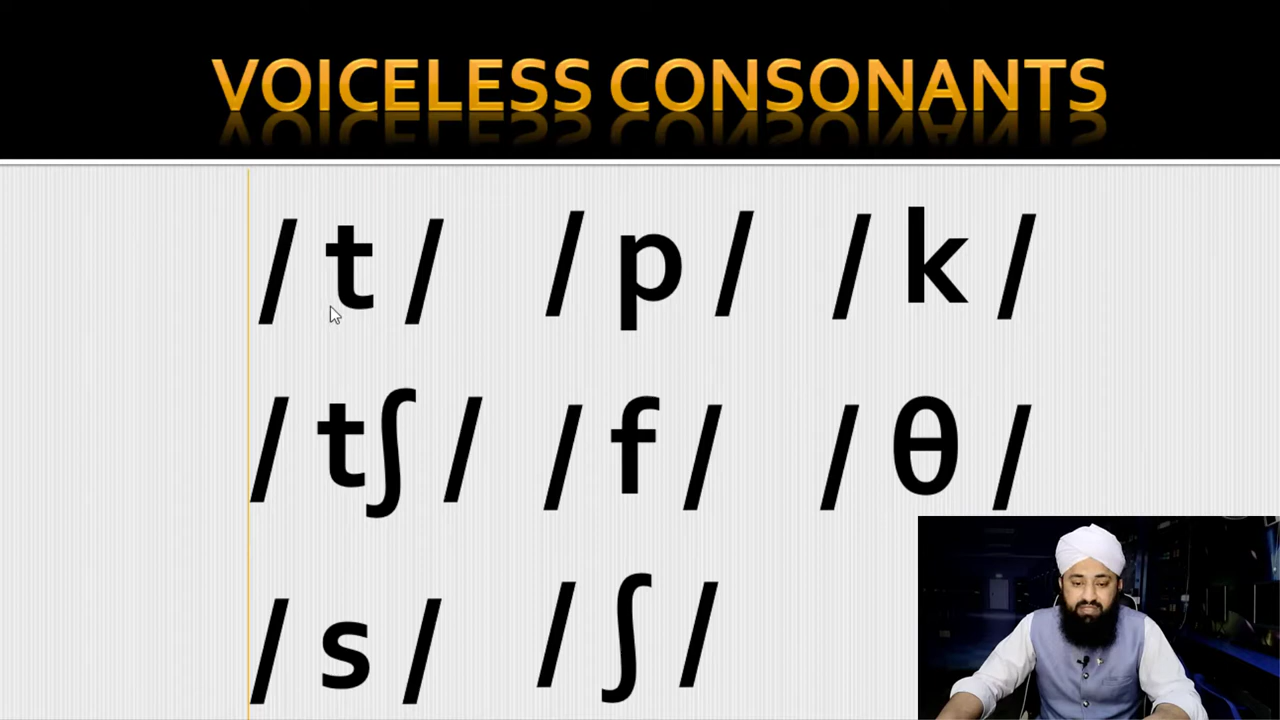 VOICELESS CONSONANTS
/ t / / p / / k /
/ tʃ / / f / / θ /
/ s / / ʃ /